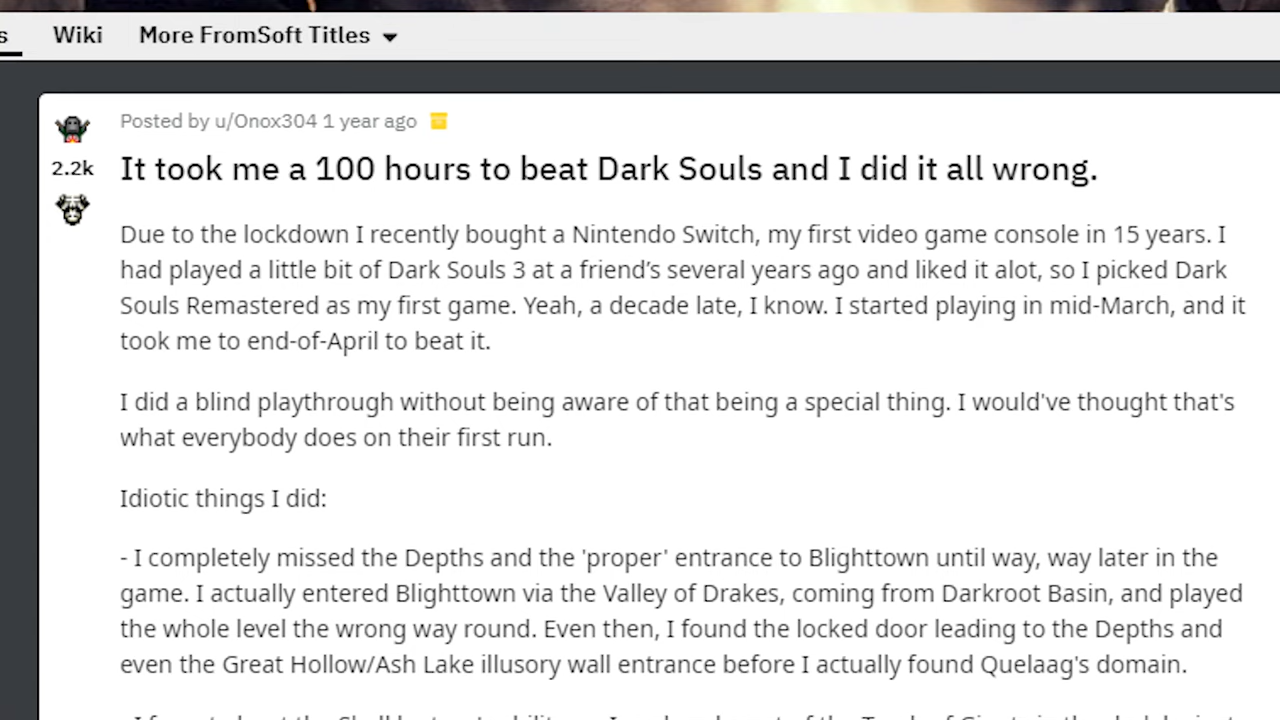 s Wiki More FromSoft Titles
Posted by u/Onox304 1 year ago
2.2k It took me a 100 hours to beat Dark Souls and I did it all wrong.
Due to the lockdown I recently bought a Nintendo Switch, my first video game console in 15 years. I
had played a little bit of Dark Souls 3 at a friend's several years ago and liked it alot, so I picked Dark
Souls Remastered as my first game. Yeah, a decade late, I know. I started playing in mid-March, and it
took me to end-of-April to beat it.
I did a blind playthrough without being aware of that being a special thing. I would've thought that's
what everybody does on their first run.
Idiotic things I did:
- I completely missed the Depths and the 'proper' entrance to Blighttown until way, way later in the
game. I actually entered Blighttown via the Valley of Drakes, coming from Darkroot Basin, and played
the whole level the wrong way round. Even then, I found the locked door leading to the Depths and
even the Great Hollow/Ash Lake illusory wall entrance before I actually found Quelaag's domain.